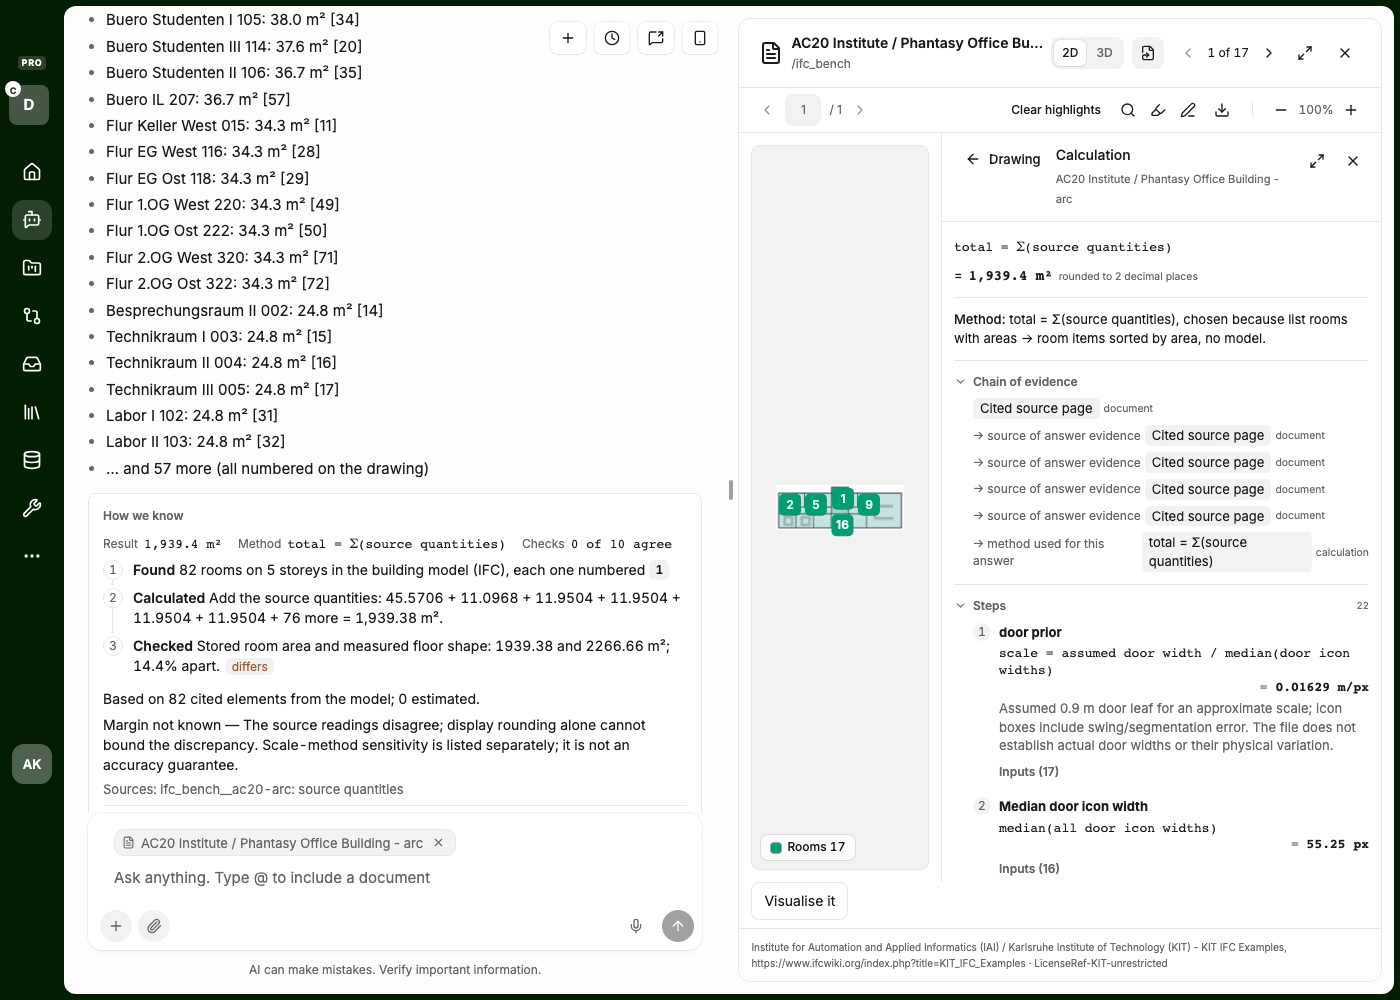 PRO
C
D
AK
Buero Studenten I 105: 38.0 m² [34]
Buero Studenten III 114: 37.6 m² [20]
Buero Studenten II 106: 36.7 m² [35]
Buero IL 207: 36.7 m² [57]
Flur Keller West 015: 34.3 m² [11]
Flur EG West 116: 34.3 m² [28]
Flur EG Ost 118: 34.3 m² [29]
Flur 1.OG West 220: 34.3 m² [49]
Flur 1.OG Ost 222: 34.3 m² [50]
Flur 2.OG West 320: 34.3 m² [71]
Flur 2.OG Ost 322: 34.3 m² [72]
Besprechungsraum II 002: 24.8 m² [14]
Technikraum I 003: 24.8 m² [15]
Technikraum II 004: 24.8 m² [16]
Technikraum III 005: 24.8 m² [17]
Labor I 102: 24.8 m² [31]
Labor II 103: 24.8 m² [32]
... and 57 more (all numbered on the drawing)
How we know
Result 1,939.4 m² Method total = Σ(source quantities) Checks 0 of 10 agree
1 Found 82 rooms on 5 storeys in the building model (IFC), each one numbered 1
2 Calculated Add the source quantities: 45.5706 + 11.0968 + 11.9504 + 11.9504 +
11.9504 + 11.9504 + 76 more = 1,939.38 m².
3 Checked Stored room area and measured floor shape: 1939.38 and 2266.66 m²;
14.4% apart. differs
Based on 82 cited elements from the model; 0 estimated.
Margin not known — The source readings disagree; display rounding alone cannot
bound the discrepancy. Scale-method sensitivity is listed separately; it is not an
accuracy guarantee.
Sources: ifc_bench__ac20-arc: source quantities
AC20 Institute / Phantasy Office Building - arc
Ask anything. Type @ to include a document
AI can make mistakes. Verify important information.
AC20 Institute / Phantasy Office Bu...
/ifc_bench
2D 3D
1 of 17
1 / 1
Clear highlights
100%
2 5 1 9
16
Rooms 17
Visualise it
Drawing
Calculation
AC20 Institute / Phantasy Office Building -
arc
total = Σ(source quantities)
= 1,939.4 m² rounded to 2 decimal places
Method: total = Σ(source quantities), chosen because list rooms
with areas → room items sorted by area, no model.
Chain of evidence
Cited source page document
→ source of answer evidence Cited source page document
→ source of answer evidence Cited source page document
→ source of answer evidence Cited source page document
→ source of answer evidence Cited source page document
→ method used for this
answer
total = Σ(source
quantities)
calculation
Steps 22
1 door prior
scale = assumed door width / median(door icon
widths)
= 0.01629 m/px
Assumed 0.9 m door leaf for an approximate scale; icon
boxes include swing/segmentation error. The file does not
establish actual door widths or their physical variation.
Inputs (17)
2 Median door icon width
median(all door icon widths)
= 55.25 px
Inputs (16)
Institute for Automation and Applied Informatics (IAI) / Karlsruhe Institute of Technology (KIT) - KIT IFC Examples,
https://www.ifcwiki.org/index.php?title=KIT_IFC_Examples · LicenseRef-KIT-unrestricted